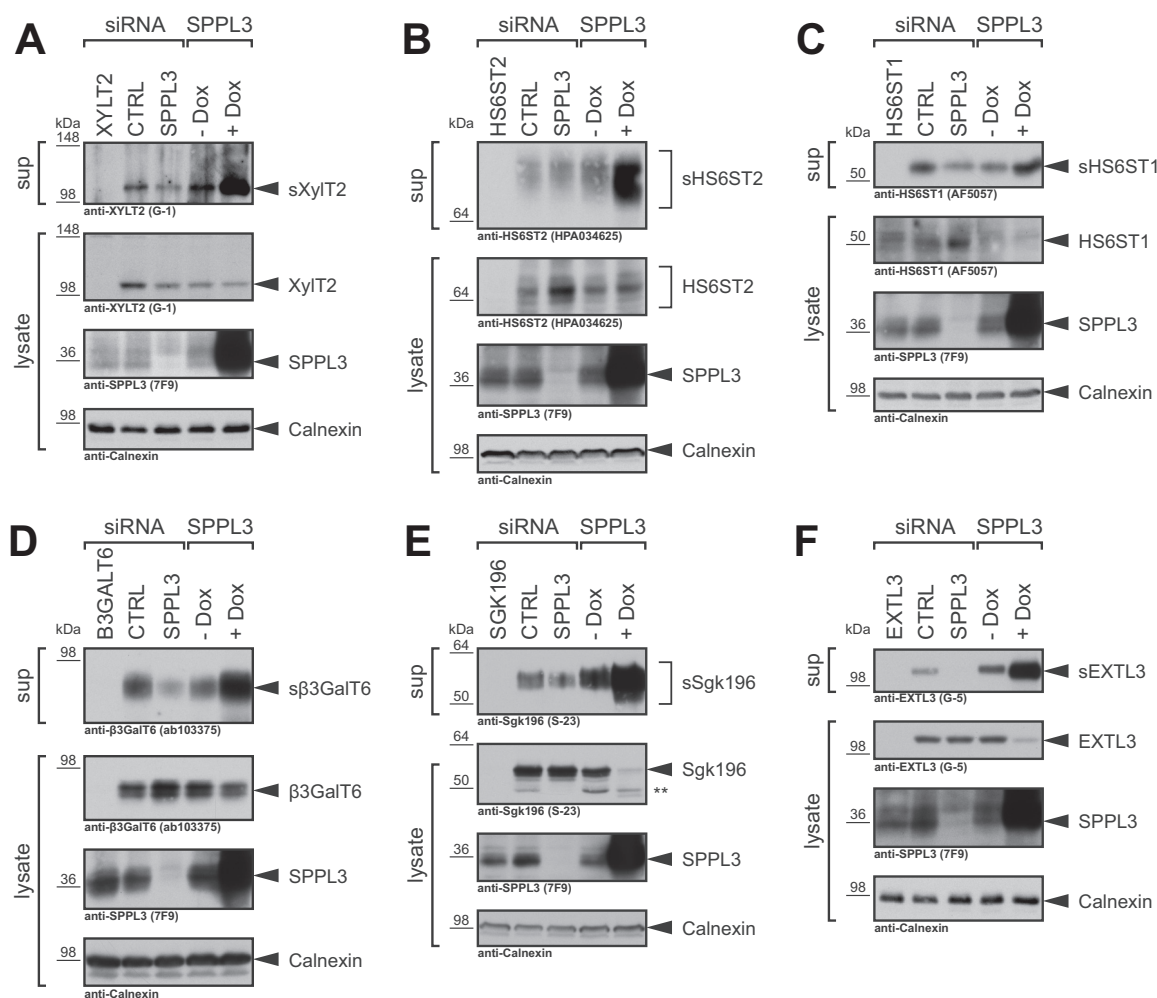 A
siRNA SPPL3
XYLT2 CTRL SPPL3 - Dox + Dox
kDa
148
98
sup
sXylT2
anti-XYLT2 (G-1)
148
98
lysate
XylT2
anti-XYLT2 (G-1)
36
SPPL3
anti-SPPL3 (7F9)
98
Calnexin
anti-Calnexin
B
siRNA SPPL3
HS6ST2 CTRL SPPL3 - Dox + Dox
kDa
sup
sHS6ST2
64
anti-HS6ST2 (HPA034625)
64
HS6ST2
anti-HS6ST2 (HPA034625)
lysate
36
SPPL3
anti-SPPL3 (7F9)
98
Calnexin
anti-Calnexin
C
siRNA SPPL3
HS6ST1 CTRL SPPL3 - Dox + Dox
kDa
sup
50
sHS6ST1
anti-HS6ST1 (AF5057)
50
HS6ST1
anti-HS6ST1 (AF5057)
lysate
36
SPPL3
anti-SPPL3 (7F9)
98
Calnexin
anti-Calnexin
D
siRNA SPPL3
B3GALT6 CTRL SPPL3 - Dox + Dox
kDa
98
sup
sβ3GalT6
anti-β3GalT6 (ab103375)
98
β3GalT6
anti-β3GalT6 (ab103375)
lysate
36
SPPL3
anti-SPPL3 (7F9)
98
Calnexin
anti-Calnexin
E
siRNA SPPL3
SGK196 CTRL SPPL3 - Dox + Dox
kDa
64
sup
sSgk196
50
anti-Sgk196 (S-23)
64
Sgk196
50
**
anti-Sgk196 (S-23)
lysate
36
SPPL3
anti-SPPL3 (7F9)
98
Calnexin
anti-Calnexin
F
siRNA SPPL3
EXTL3 CTRL SPPL3 - Dox + Dox
kDa
sup
98
sEXTL3
anti-EXTL3 (G-5)
98
EXTL3
anti-EXTL3 (G-5)
lysate
36
SPPL3
anti-SPPL3 (7F9)
98
Calnexin
anti-Calnexin